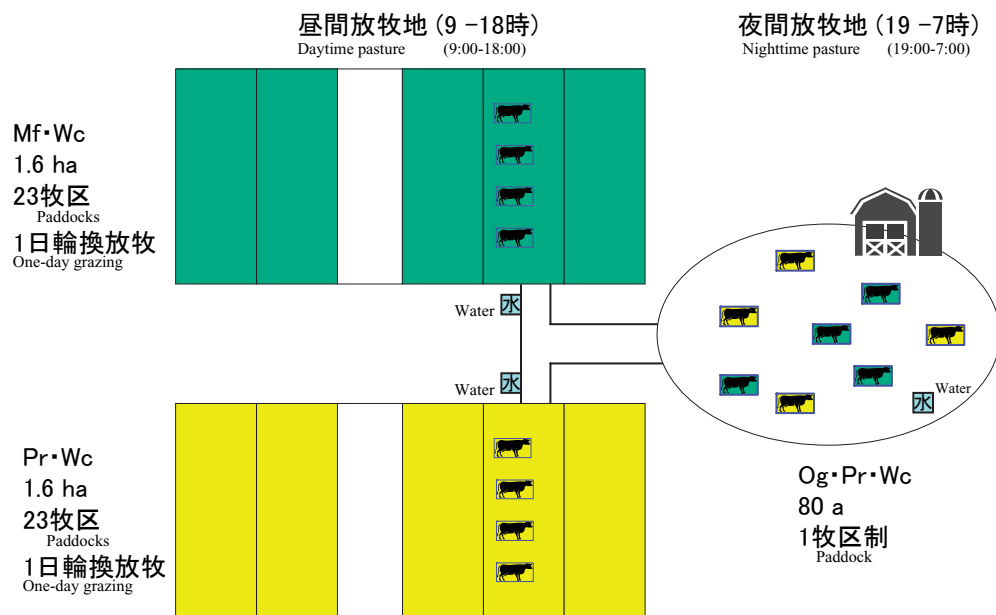 昼間放牧地 (9 -18時)
Daytime pasture (9:00-18:00)
夜間放牧地 (19 -7時)
Nighttime pasture (19:00-7:00)
Mf・Wc
1.6 ha
23牧区
Paddocks
1日輪換放牧
One-day grazing
Water 水
Water 水
Pr・Wc
1.6 ha
23牧区
Paddocks
1日輪換放牧
One-day grazing
Water
水
Og・Pr・Wc
80 a
1牧区制
Paddock